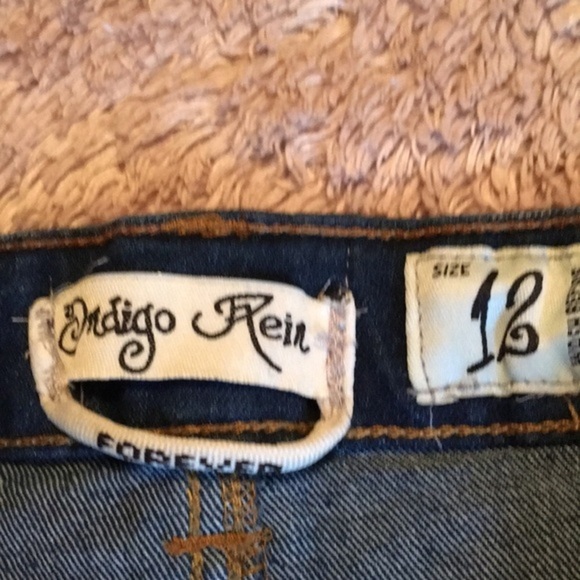 Indigo Rein
FOREVER
SIZE
12